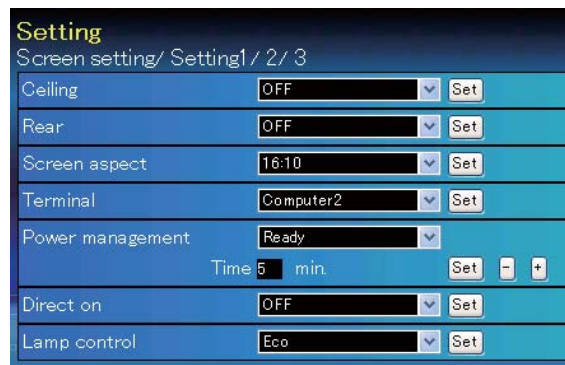 Setting
Screen setting/ Setting1/ 2/ 3
Ceiling OFF Set
Rear OFF Set
Screen aspect 16:10 Set
Terminal Computer2 Set
Power management Ready
Time 5 min. Set - +
Direct on OFF Set
Lamp control Eco Set